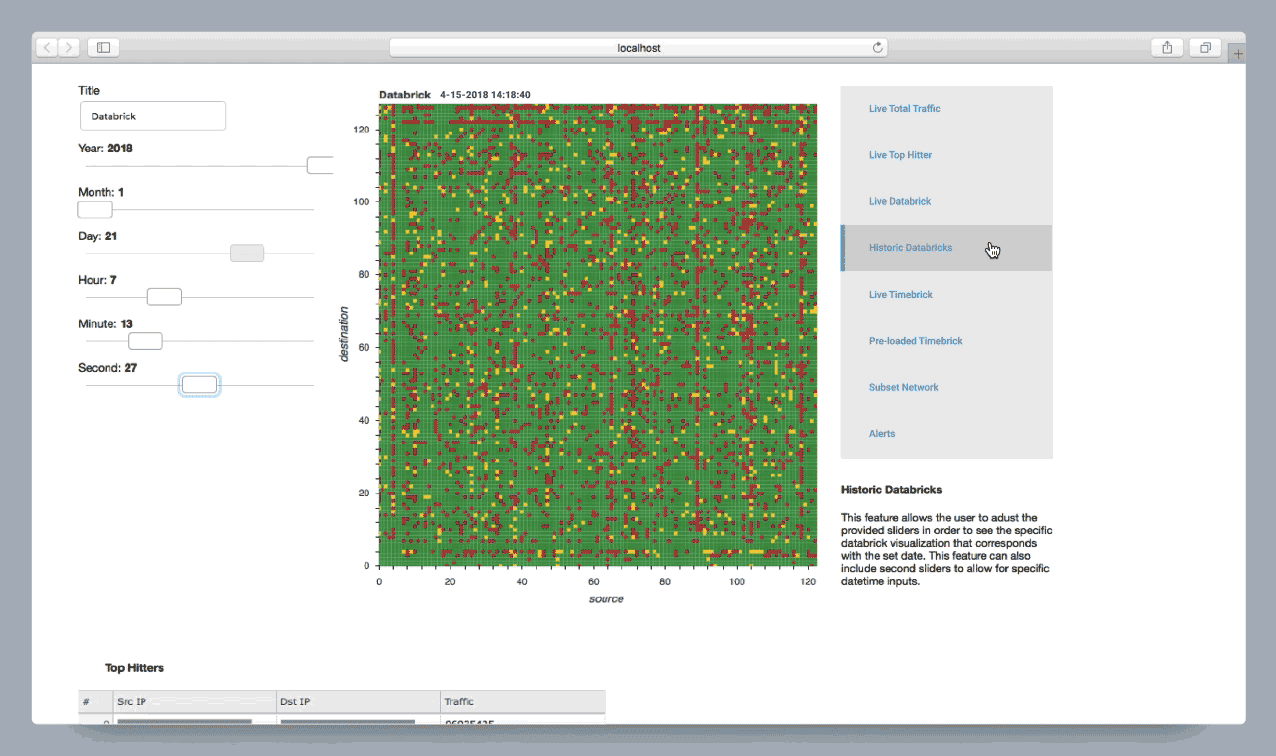 localhost
Title
Databrick
Year: 2018
Month: 1
Day: 21
Hour: 7
Minute: 13
Second: 27
Databrick 4-15-2018 14:18:40
120
100
80
60
40
20
0
destination
0 20 40 60 80 100 120
source
Live Total Traffic
Live Top Hitter
Live Databrick
Historic Databricks
Live Timebrick
Pre-loaded Timebrick
Subset Network
Alerts
Historic Databricks
This feature allows the user to adust the
provided sliders in order to see the specific
databrick visualization that corresponds
with the set date. This feature can also
include second sliders to allow for specific
datetime inputs.
Top Hitters
# Src IP Dst IP Traffic